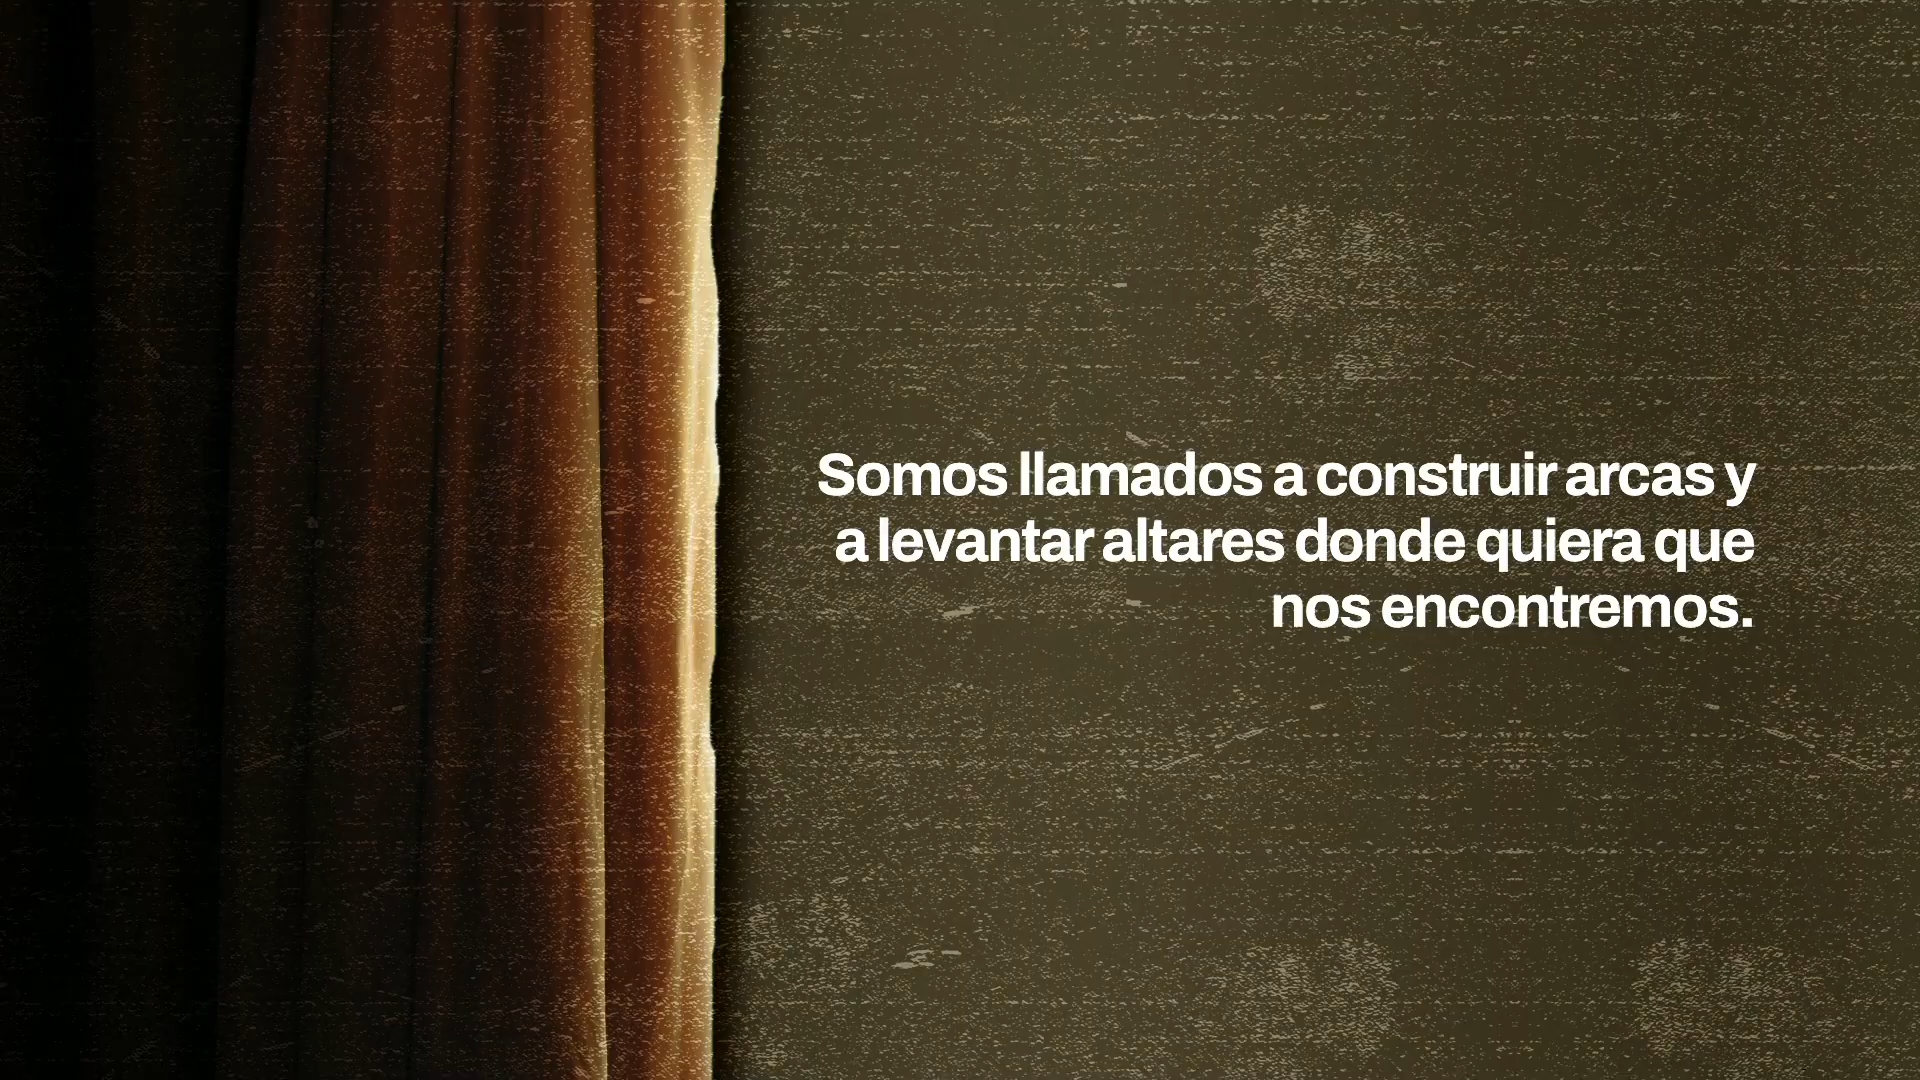 Somos llamados a construir arcas y
a levantar altares donde quiera que
nos encontremos.